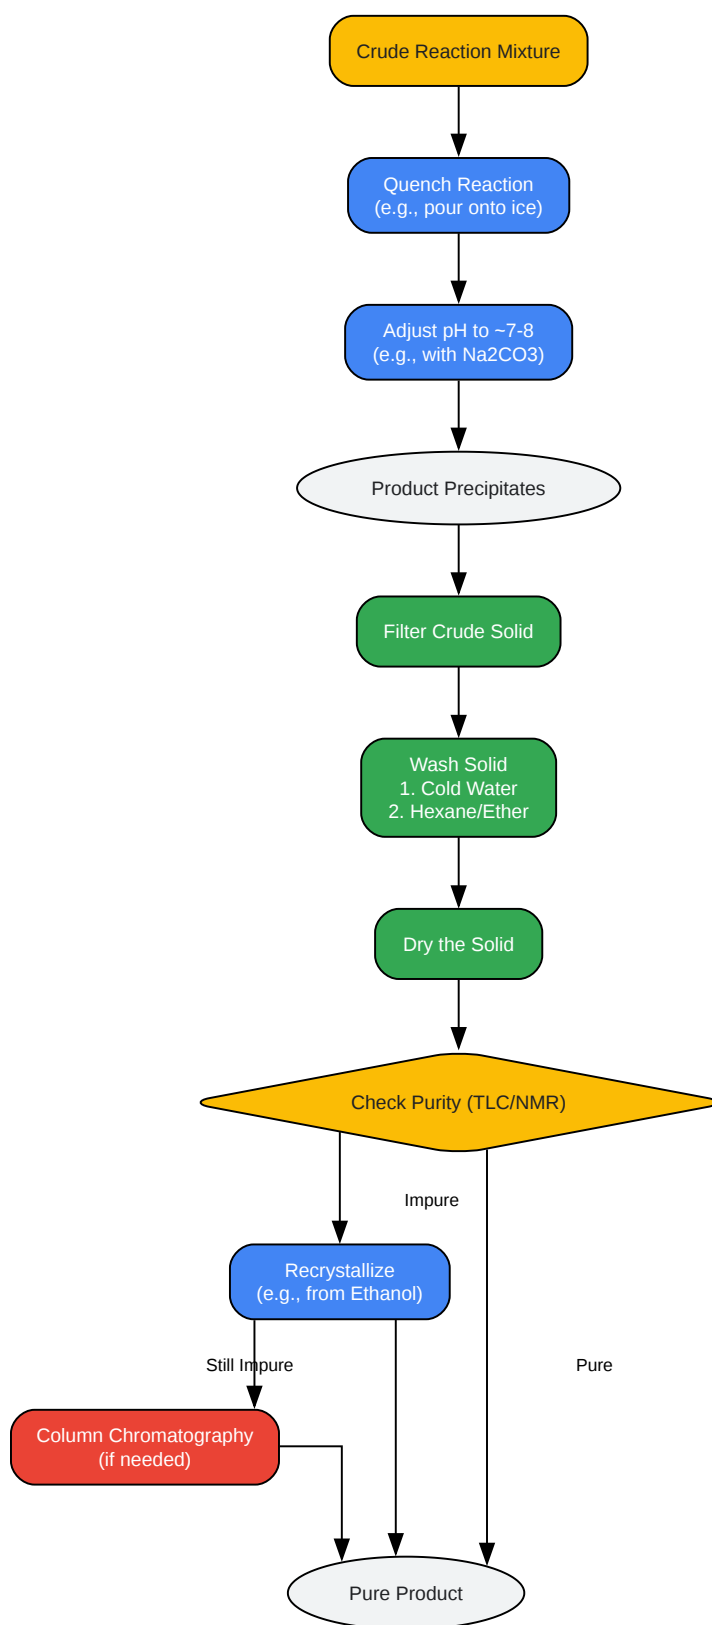 Crude Reaction Mixture
Quench Reaction
(e.g., pour onto ice)
Adjust pH to ~7-8
(e.g., with Na2CO3)
Product Precipitates
Filter Crude Solid
Wash Solid
1. Cold Water
2. Hexane/Ether
Dry the Solid
Check Purity (TLC/NMR)
Impure
Recrystallize
(e.g., from Ethanol)
Still Impure
Pure
Column Chromatography
(if needed)
Pure Product